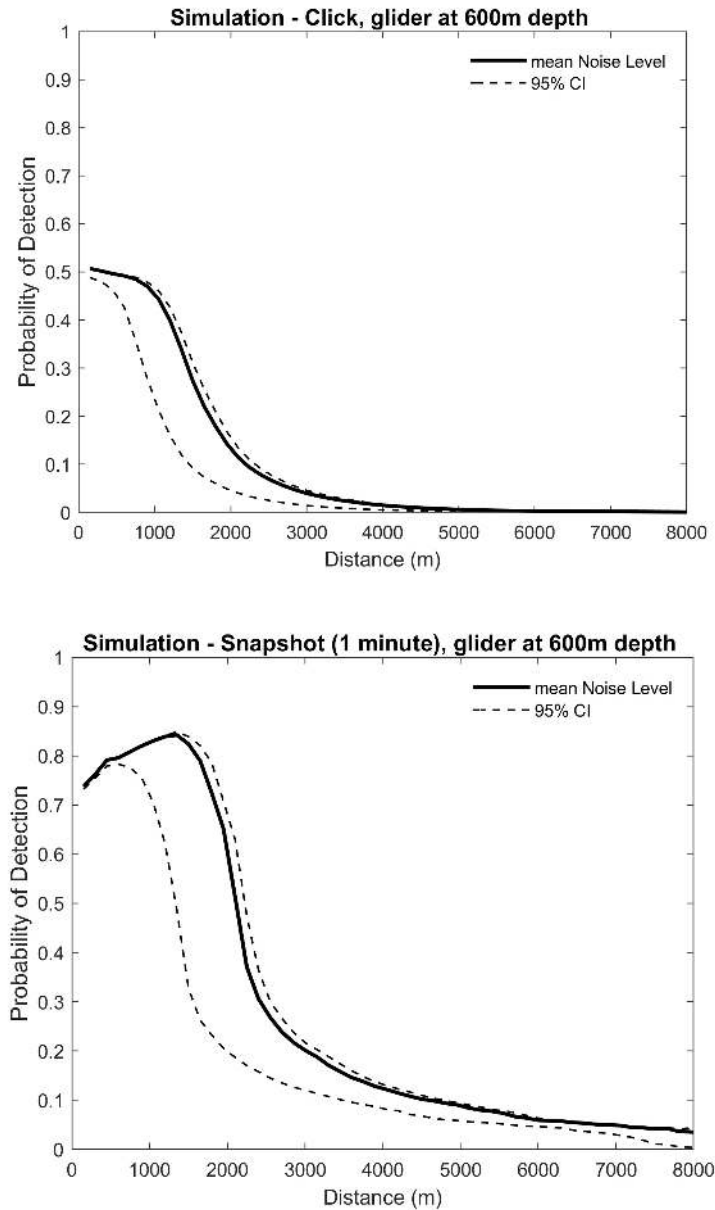 Simulation - Click, glider at 600m depth
1
0.9
0.8
0.7
0.6
0.5
0.4
0.3
0.2
0.1
0
Probability of Detection
mean Noise Level
95% CI
0 1000 2000 3000 4000 5000 6000 7000 8000
Distance (m)
Simulation - Snapshot (1 minute), glider at 600m depth
1
0.9
0.8
0.7
0.6
0.5
0.4
0.3
0.2
0.1
0
Probability of Detection
mean Noise Level
95% CI
0 1000 2000 3000 4000 5000 6000 7000 8000
Distance (m)